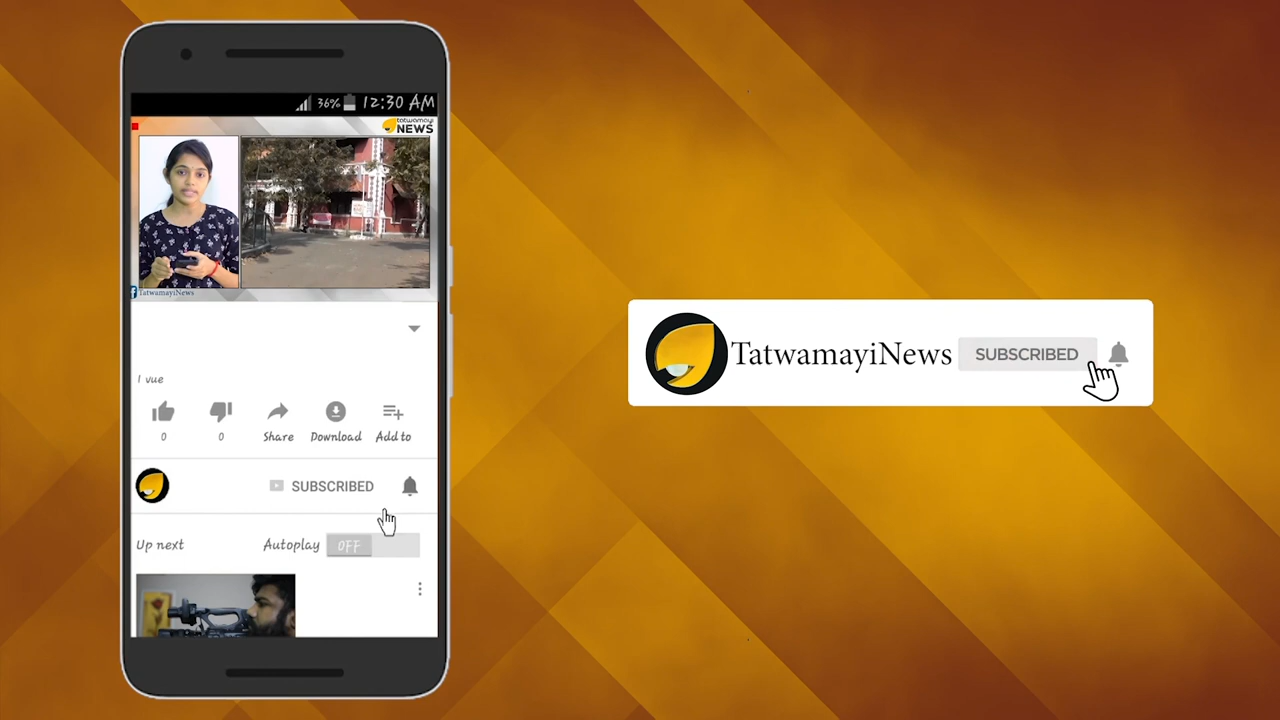 36% 12:30 AM
tatwamayi
NEWS
TatwamayiNews
1 vue
0 0 Share Download Add to
SUBSCRIBED
Up next Autoplay OFF
TatwamayiNews SUBSCRIBED